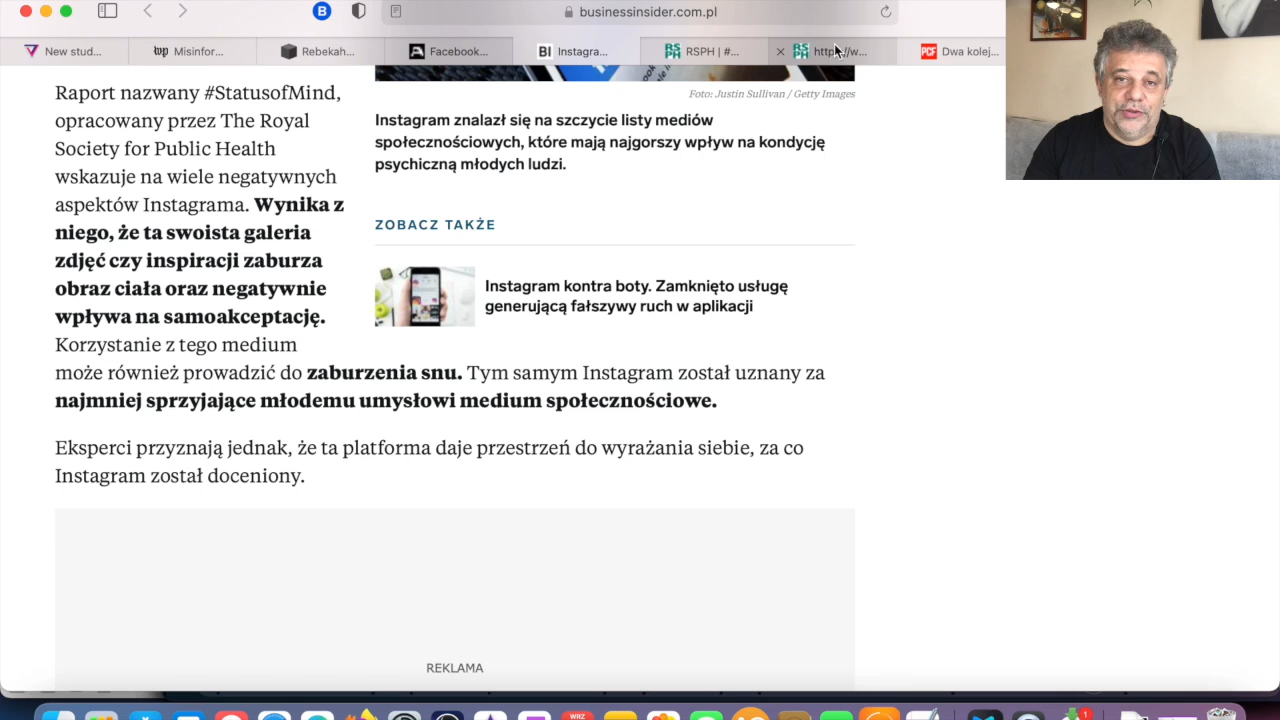 B
businessinsider.com.pl
New stud...
wp Misinfor...
Rebekah...
Facebook...
BI Instagra...
RSPH | #...
http://w...
PCF Dwa kolej...
Raport nazwany #StatusofMind,
opracowany przez The Royal
Society for Public Health
wskazuje na wiele negatywnych
aspektów Instagrama. Wynika z
niego, że ta swoista galeria
zdjęć czy inspiracji zaburza
obraz ciała oraz negatywnie
wpływa na samoakceptację.
Korzystanie z tego medium
może również prowadzić do zaburzenia snu. Tym samym Instagram został uznany za
najmniej sprzyjające młodemu umysłowi medium społecznościowe.
Foto: Justin Sullivan / Getty Images
Instagram znalazł się na szczycie listy mediów
społecznościowych, które mają najgorszy wpływ na kondycję
psychiczną młodych ludzi.
ZOBACZ TAKŻE
Instagram kontra boty. Zamknięto usługę
generującą fałszywy ruch w aplikacji
Eksperci przyznają jednak, że ta platforma daje przestrzeń do wyrażania siebie, za co
Instagram został doceniony.
REKLAMA
WRZ
1